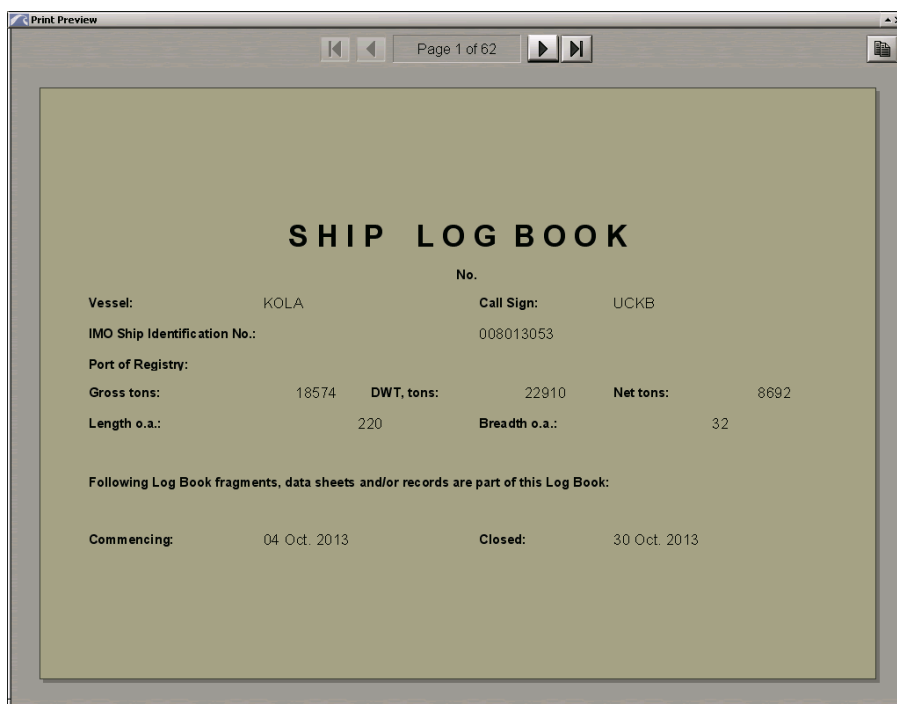 Print Preview
Page 1 of 62
SHIP LOG BOOK
No.
Vessel: KOLA Call Sign: UCKB
IMO Ship Identification No.: 008013053
Port of Registry:
Gross tons: 18574 DWT, tons: 22910 Net tons: 8692
Length o.a.: 220 Breadth o.a.: 32
Following Log Book fragments, data sheets and/or records are part of this Log Book:
Commencing: 04 Oct. 2013 Closed: 30 Oct. 2013